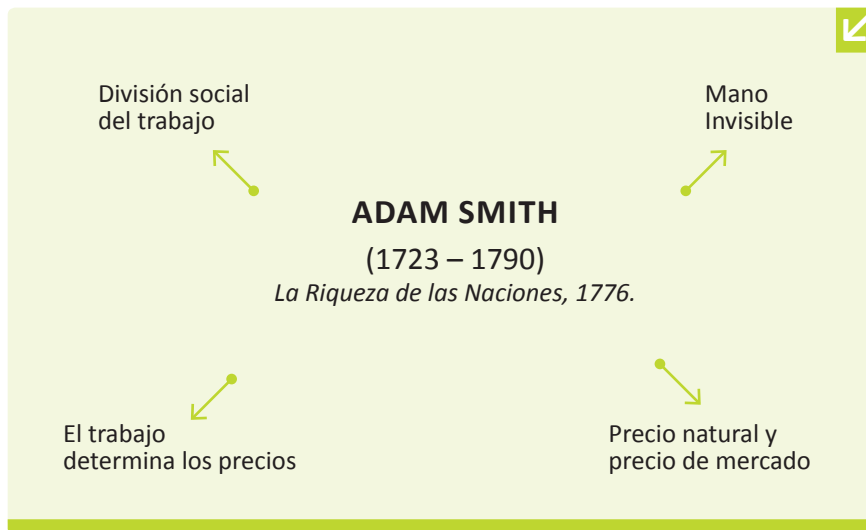 División social
del trabajo
Mano
Invisible
ADAM SMITH
(1723 – 1790)
La Riqueza de las Naciones, 1776.
El trabajo
determina los precios
Precio natural y
precio de mercado